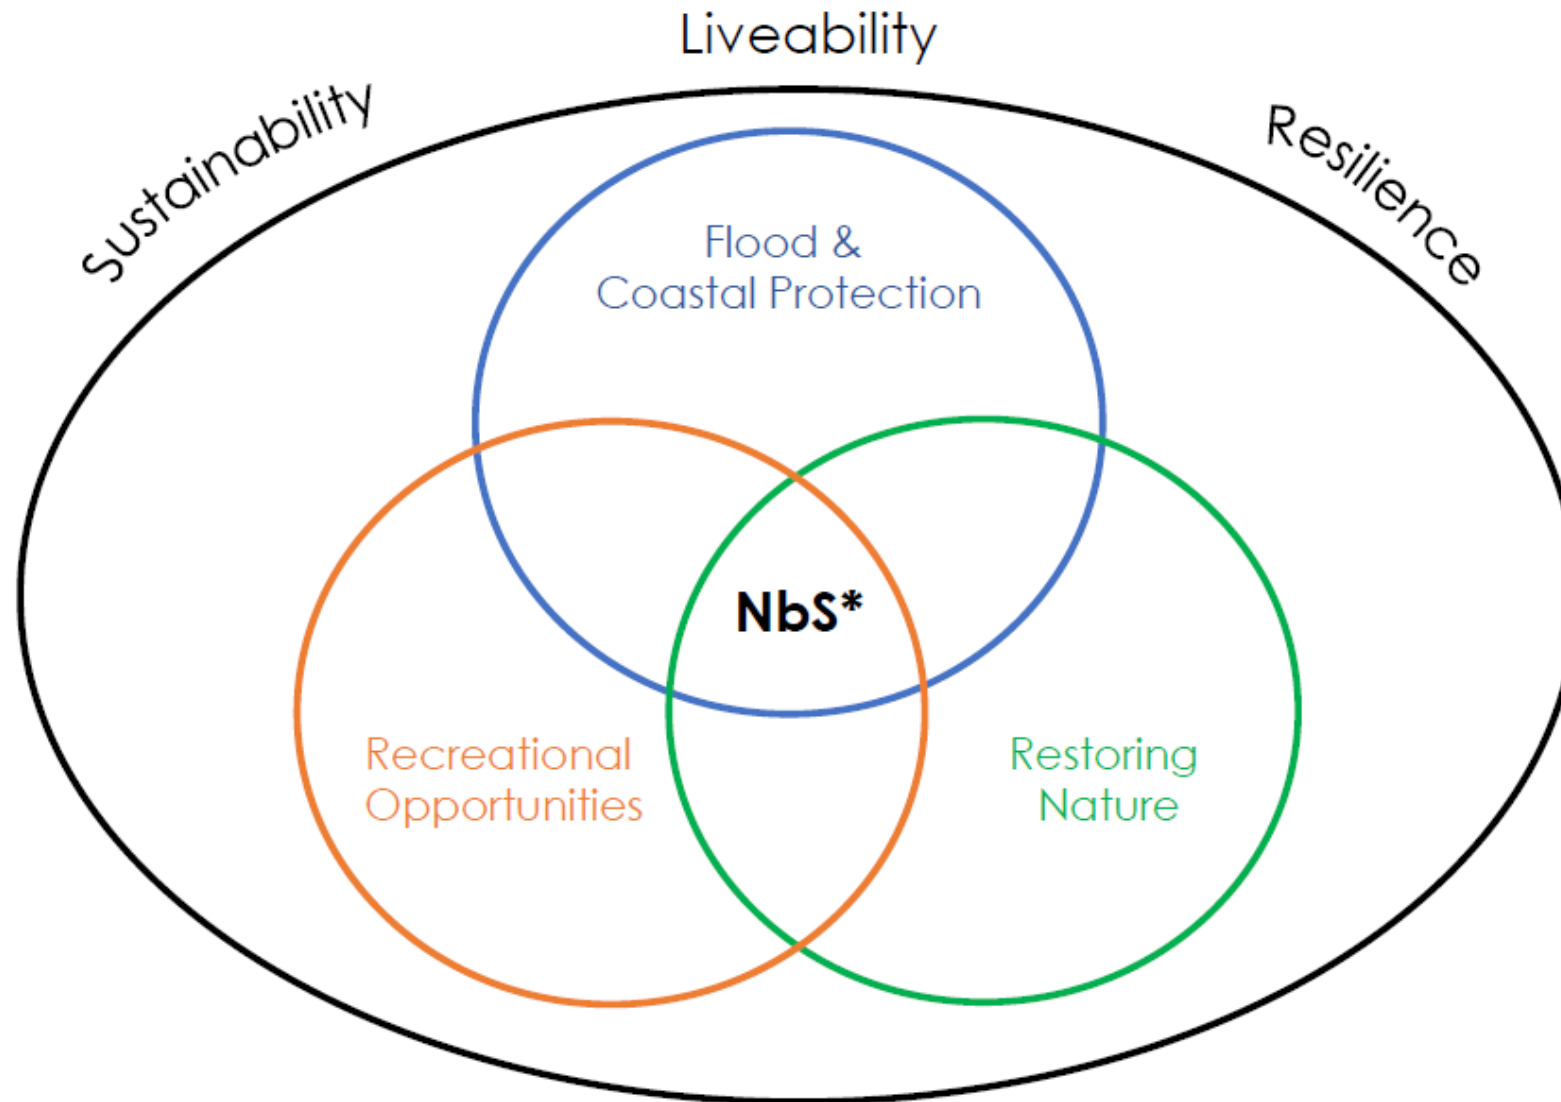 Liveability
Sustainability
Resilience
Flood &
Coastal Protection
NbS*
Recreational
Opportunities
Restoring
Nature